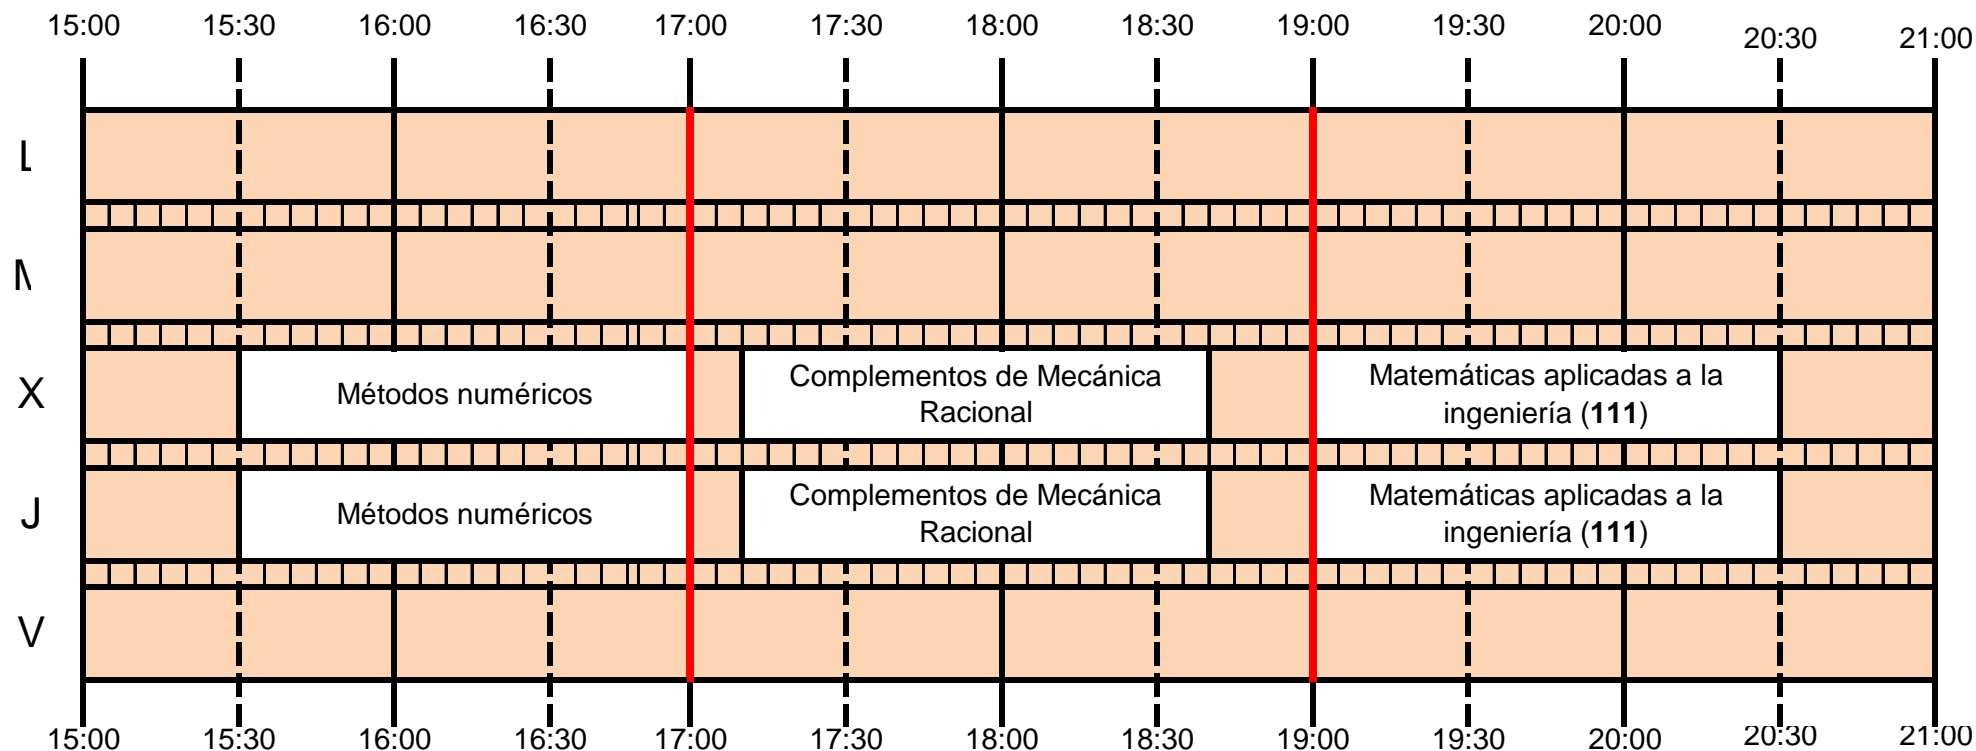 15:00 15:30 16:00 16:30 17:00 17:30 18:00 18:30 19:00 19:30 20:00 20:30 21:00
L
M
X
Métodos numéricos
Complementos de Mecánica
Racional
Matemáticas aplicadas a la
ingeniería (111)
J
Métodos numéricos
Complementos de Mecánica
Racional
Matemáticas aplicadas a la
ingeniería (111)
V
15:00 15:30 16:00 16:30 17:00 17:30 18:00 18:30 19:00 19:30 20:00 20:30 21:00